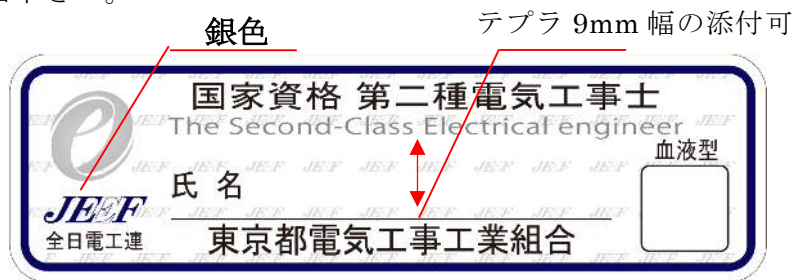 銀色
テプラ 9mm 幅の添付可
国家資格 第二種電気工事士
The Second-Class Electrical engineer
血液型
氏 名
JEEF
全日電工連
東京都電気工事工業組合